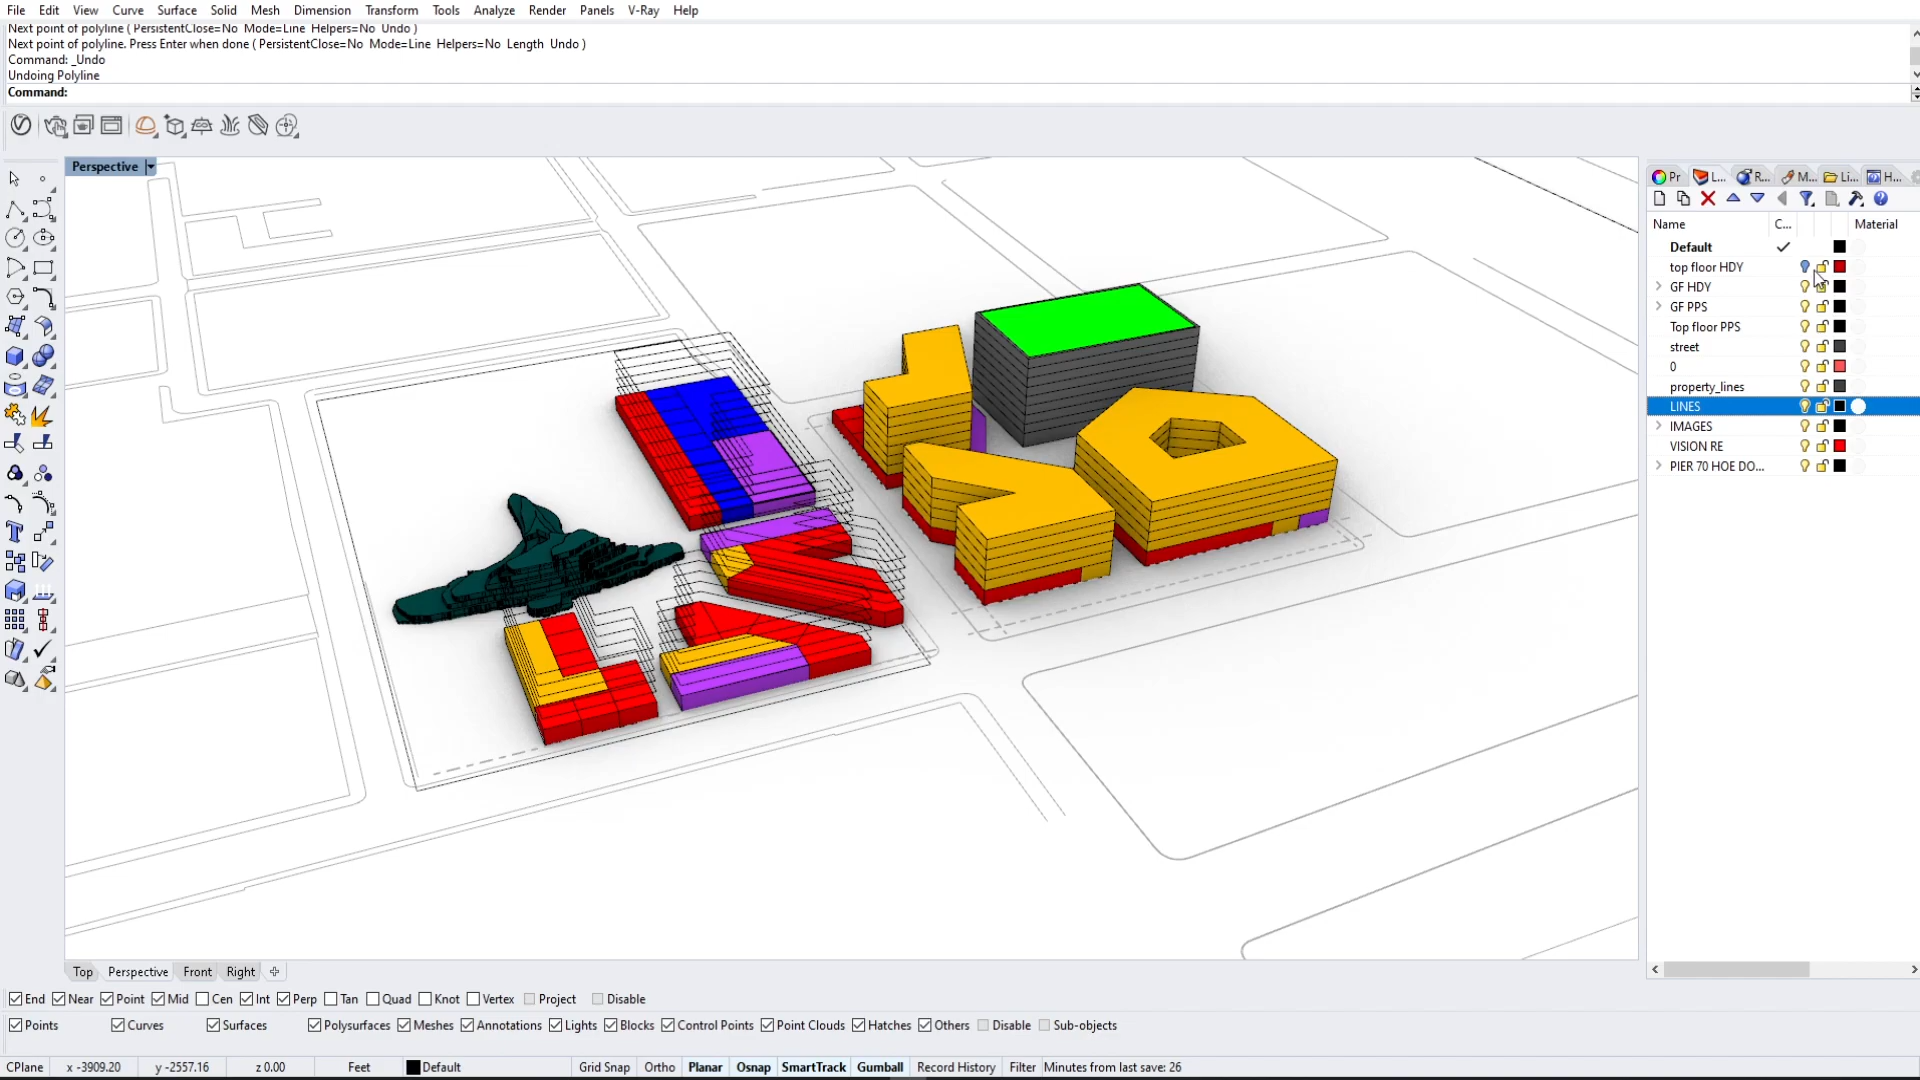 File Edit View Curve Surface Solid Mesh Dimension Transform Tools Analyze Render Panels V-Ray Help
Next point of polyline ( PersistentClose=No Mode=Line Helpers=No Undo )
Next point of polyline. Press Enter when done ( PersistentClose=No Mode=Line Helpers=No Length Undo )
Command: _Undo
Undoing Polyline
Command:
Perspective
Pr L... R... M... Li... H...
Name C... Material
Default
top floor HDY
GF HDY
GF PPS
Top floor PPS
street
0
property_lines
LINES
IMAGES
VISION RE
PIER 70 HOE DO...
Top Perspective Front Right
End Near Point Mid Cen Int Perp Tan Quad Knot Vertex Project Disable
Points Curves Surfaces Polysurfaces Meshes Annotations Lights Blocks Control Points Point Clouds Hatches Others Disable Sub-objects
CPlane x -3909.20 y -2557.16 z 0.00 Feet Default Grid Snap Ortho Planar Osnap SmartTrack Gumball Record History Filter Minutes from last save: 26